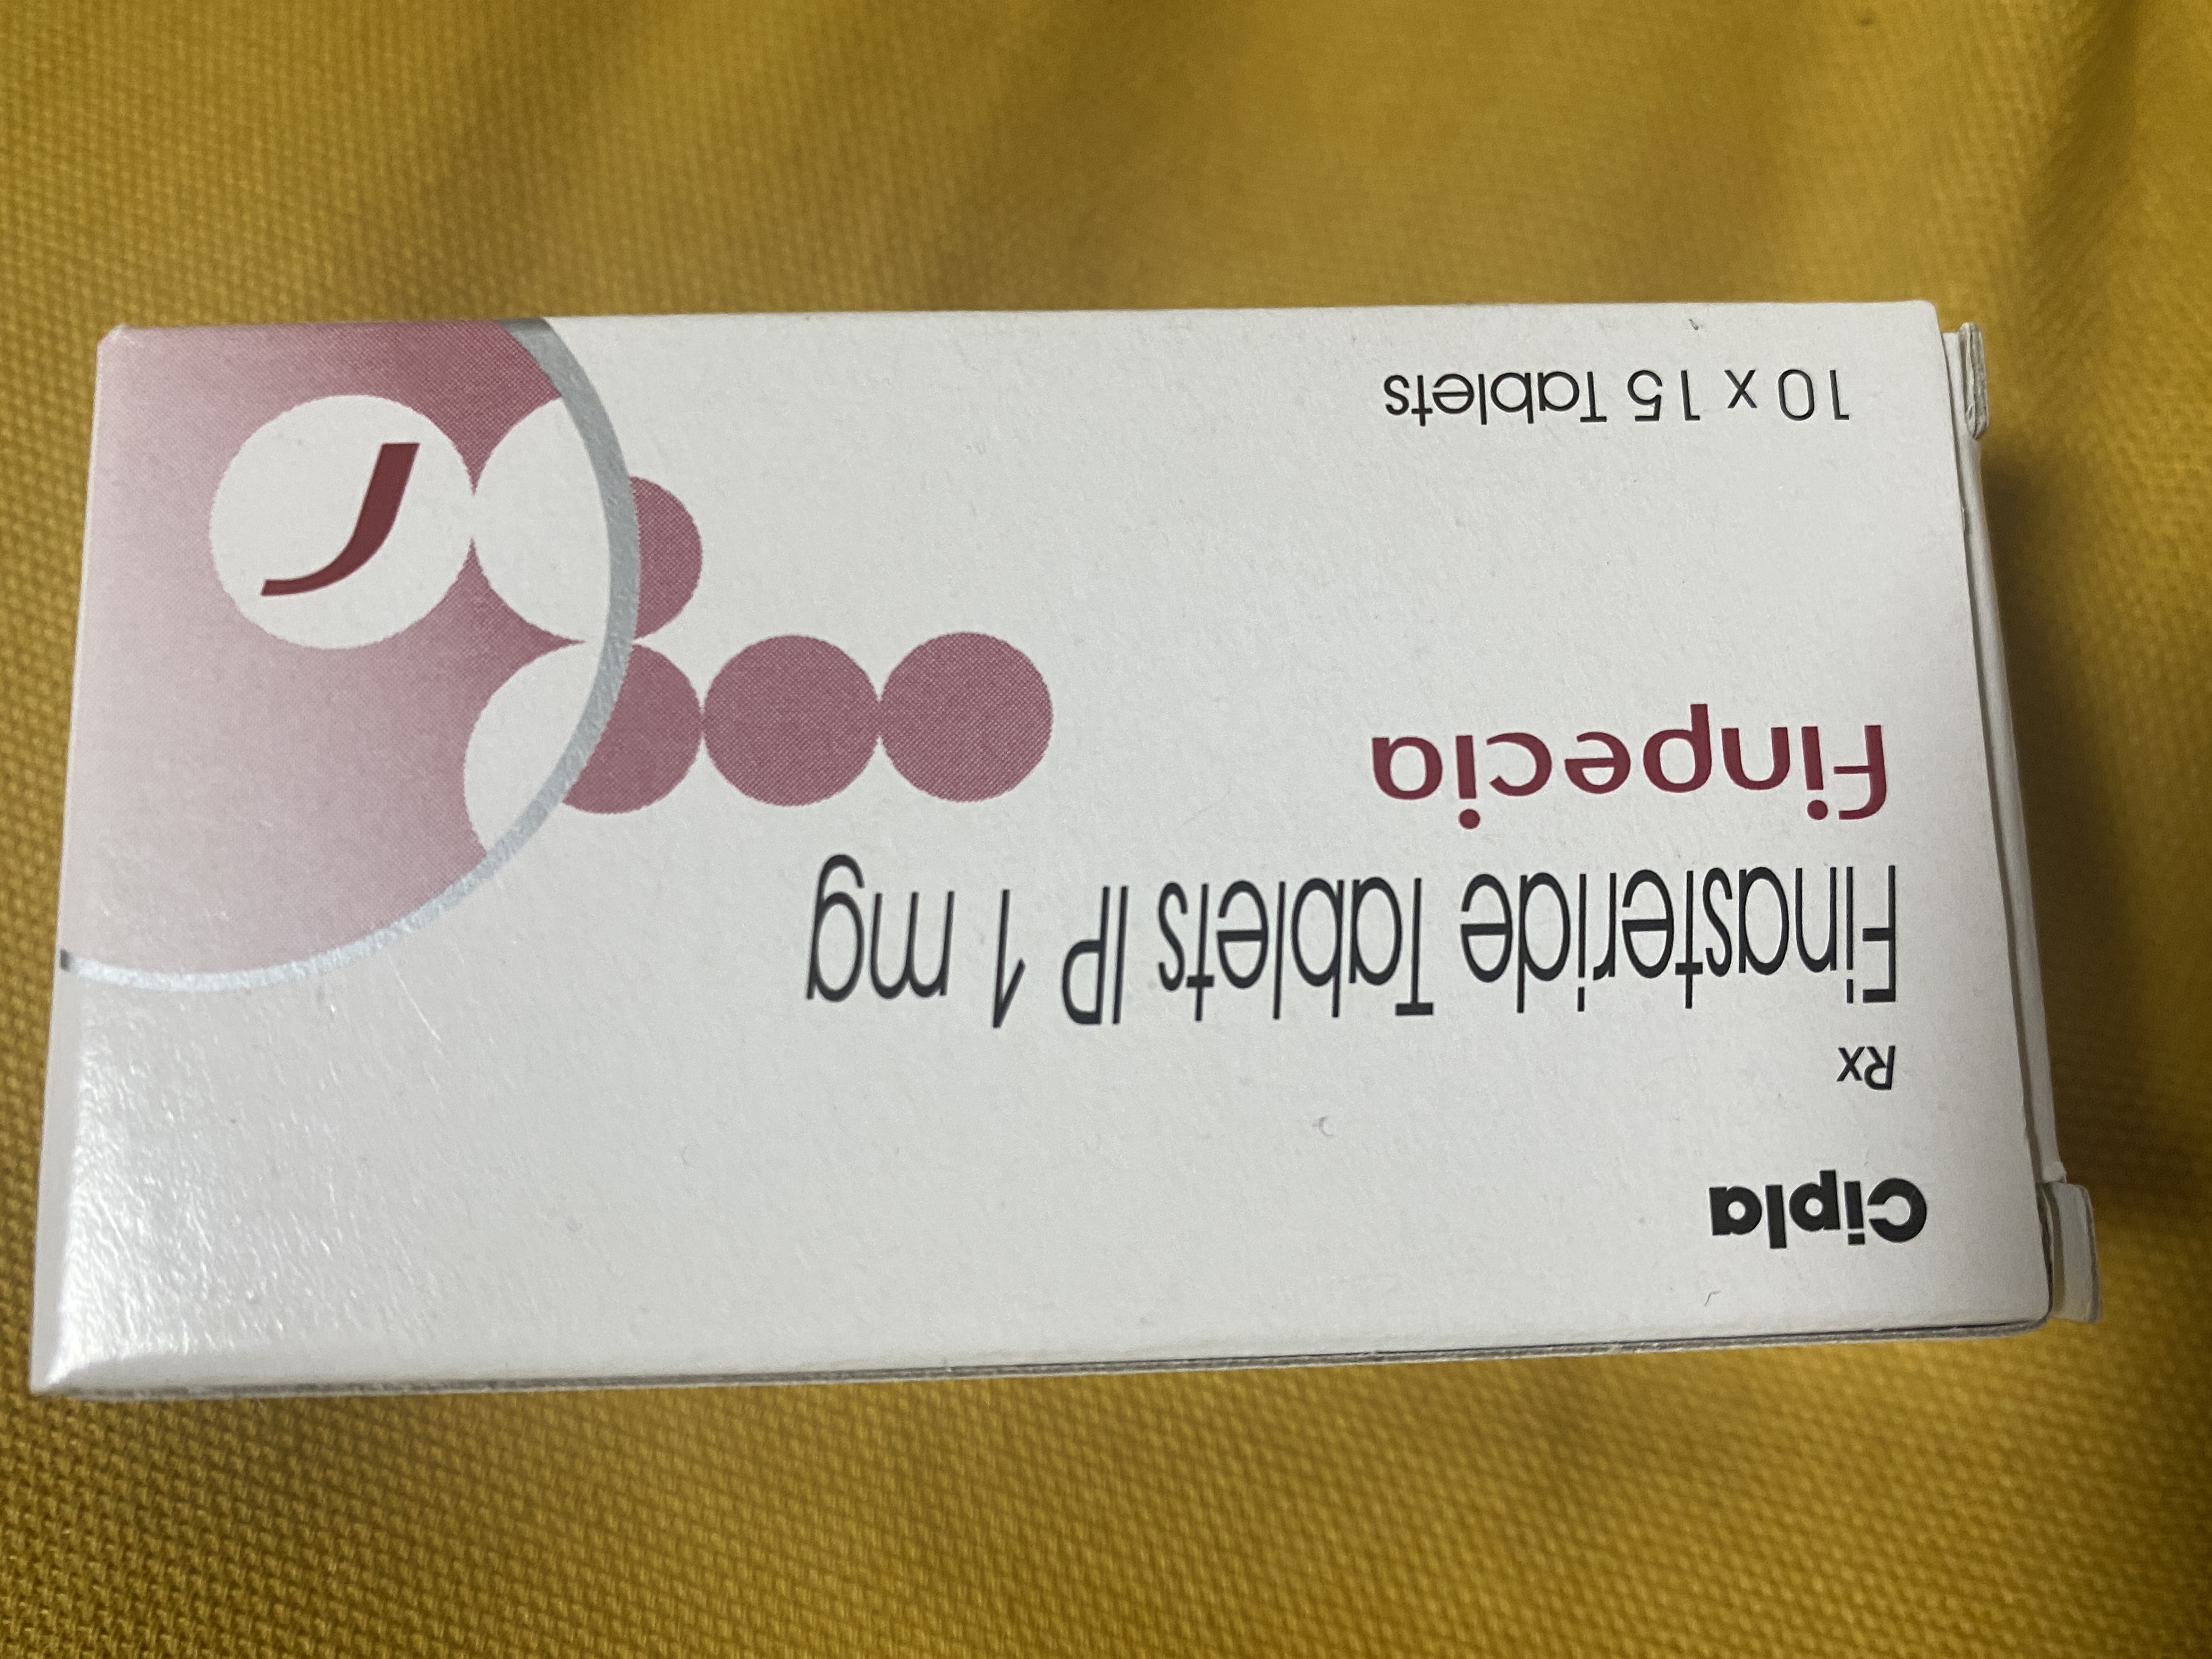 Cipla
Rx
Finasteride Tablets IP 1 mg
Finpecia
10 x 15 Tablets